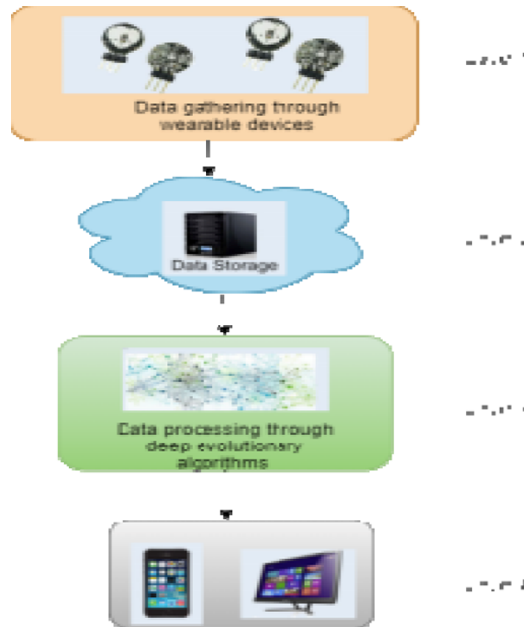 Data gathering through
wearable devices
Data Storage
Data processing through
deep evolutionary
algorithms